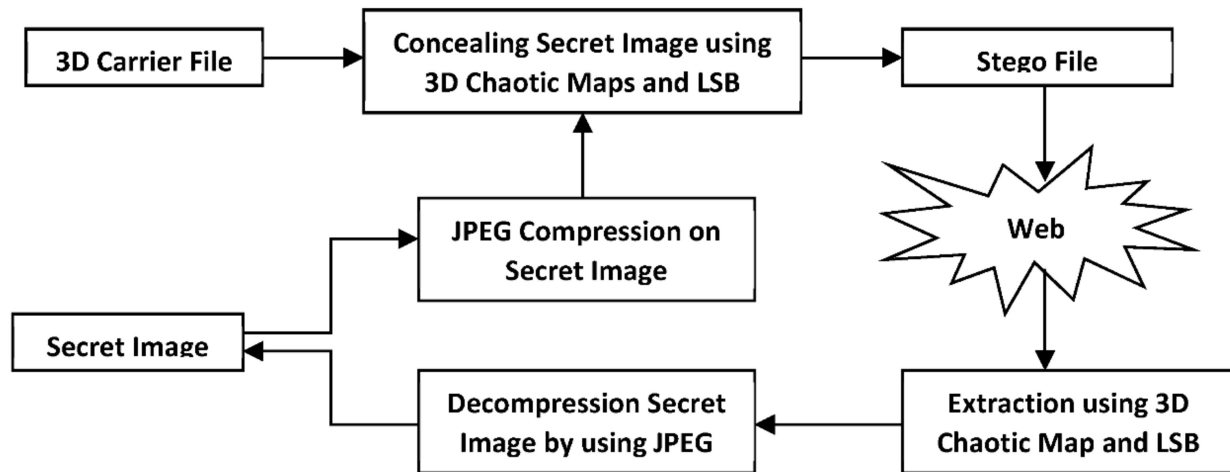 3D Carrier File
Concealing Secret Image using
3D Chaotic Maps and LSB
Stego File
Web
JPEG Compression on
Secret Image
Secret Image
Decompression Secret
Image by using JPEG
Extraction using 3D
Chaotic Map and LSB